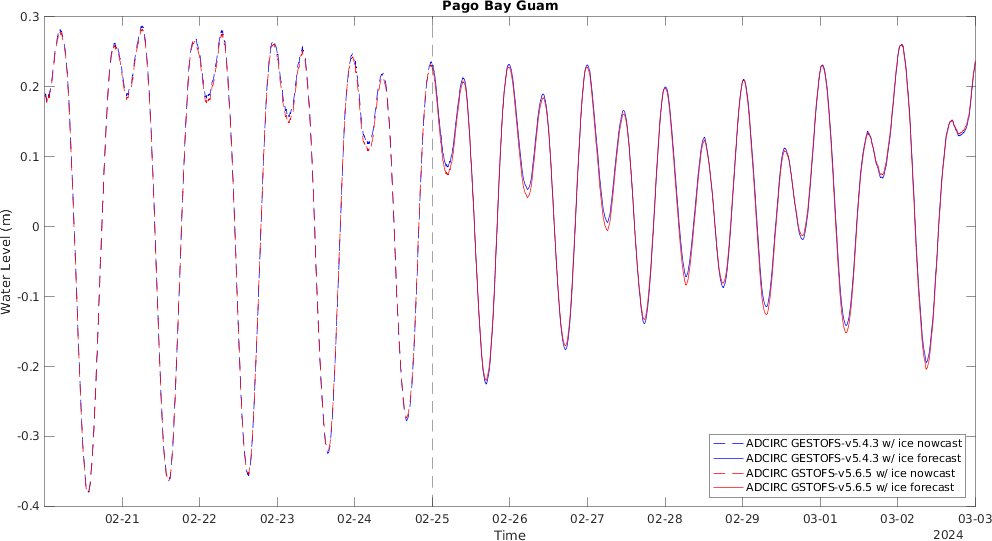 Pago Bay Guam
0.3
0.2
0.1
0
-0.1
-0.2
-0.3
-0.4
Water Level (m)
02-21 02-22 02-23 02-24 02-25 02-26 02-27 02-28 02-29 03-01 03-02 03-03
Time
2024
ADCIRC GESTOFS-v5.4.3 w/ ice nowcast
ADCIRC GESTOFS-v5.4.3 w/ ice forecast
ADCIRC GSTOFS-v5.6.5 w/ ice nowcast
ADCIRC GSTOFS-v5.6.5 w/ ice forecast